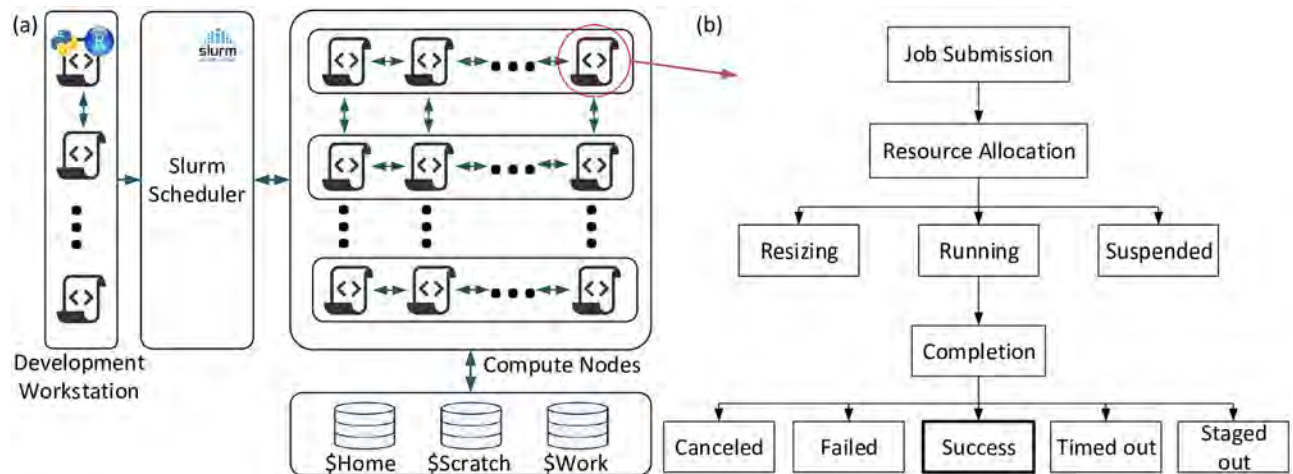 (a)
R
slurm
Slurm
Scheduler
Development
Workstation
Compute Nodes
$Home
$Scratch
$Work
(b)
Job Submission
Resource Allocation
Resizing
Running
Suspended
Completion
Canceled
Failed
Success
Timed out
Staged
out